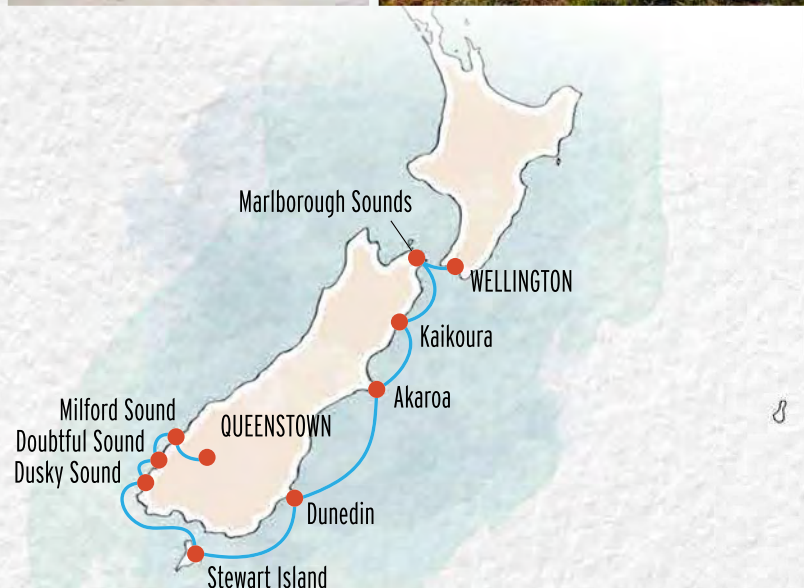 Marlborough Sounds
WELLINGTON
Kaikoura
Akaroa
Milford Sound
QUEENSTOWN
Doubtful Sound
Dusky Sound
Dunedin
Stewart Island